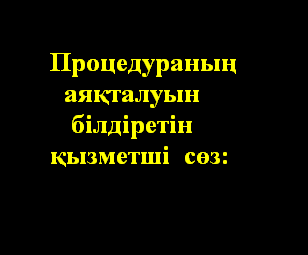 Процедураның
аяқталуын
білдіретін
қызметші сөз: